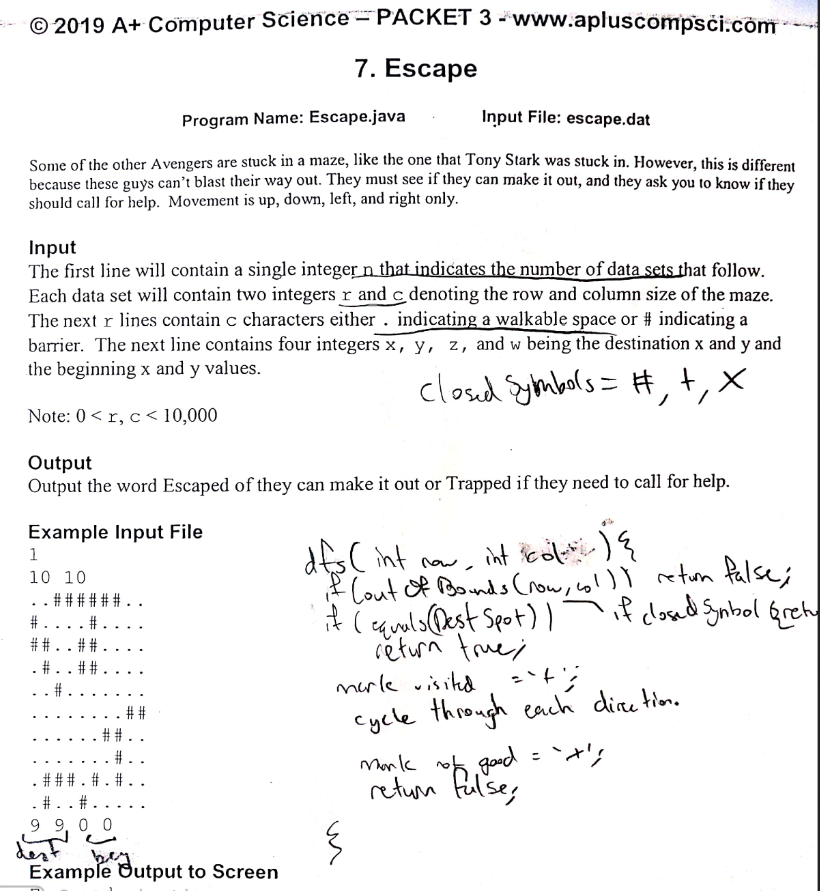 © 2019 A+ Computer Science – PACKET 3 - www.apluscompsci.com
7. Escape
Program Name: Escape.java Input File: escape.dat
Some of the other Avengers are stuck in a maze, like the one that Tony Stark was stuck in. However, this is different
because these guys can't blast their way out. They must see if they can make it out, and they ask you to know if they
should call for help. Movement is up, down, left, and right only.
Input
The first line will contain a single integer n that indicates the number of data sets that follow.
Each data set will contain two integers r and c denoting the row and column size of the maze.
The next r lines contain c characters either . indicating a walkable space or # indicating a
barrier. The next line contains four integers x, y, z, and w being the destination x and y and
the beginning x and y values.
Closed Symbols = #, +, X
Note: 0 < r, c < 10,000
Output
Output the word Escaped of they can make it out or Trapped if they need to call for help.
Example Input File
1
10 10
..######..
#....#....
##..##....
.#..##....
..#.......
........##
......##..
.......#..
.###.#.#..
.#..#.....
9 9 0 0
dest beg
dfs(int row, int col){
if (out Of Bounds(row, col)) return false;
if (equals(Dest Spot)) if closed Symbol &
return true;
mark visited = '+';
cycle through each direction.
mark not good = 'x';
return false;
}
Example Output to Screen